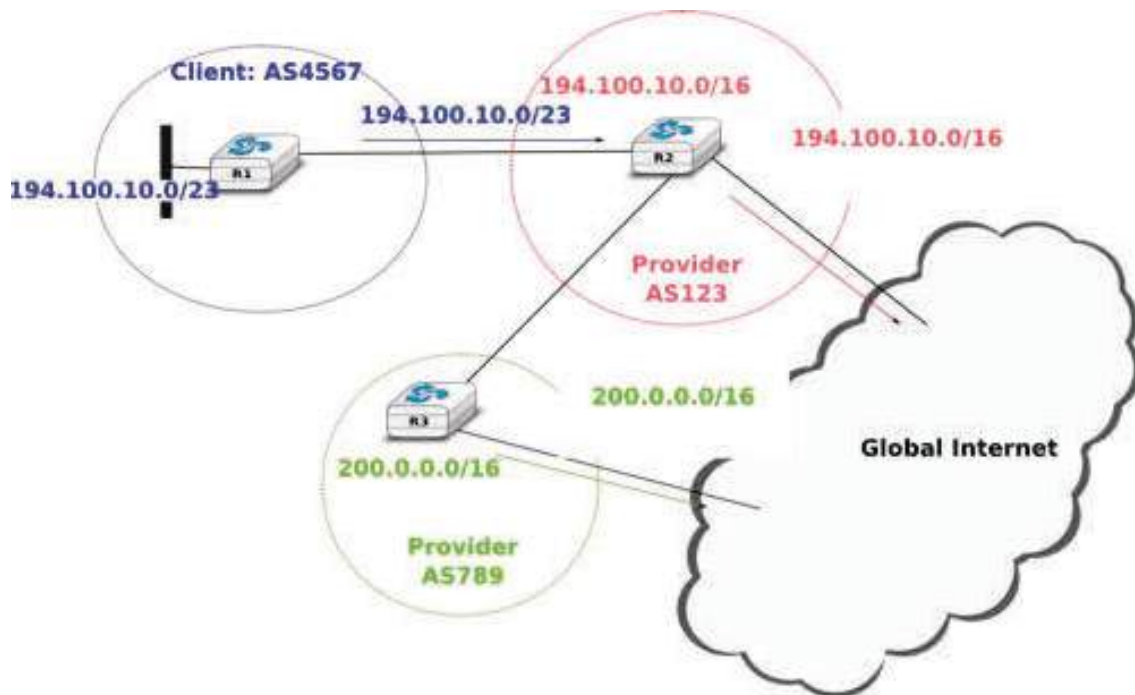 Client: AS4567
194.100.10.0/16
194.100.10.0/23
194.100.10.0/16
R1
R2
194.100.10.0/23
Provider
AS123
200.0.0.0/16
R3
Global Internet
200.0.0.0/16
Provider
AS789